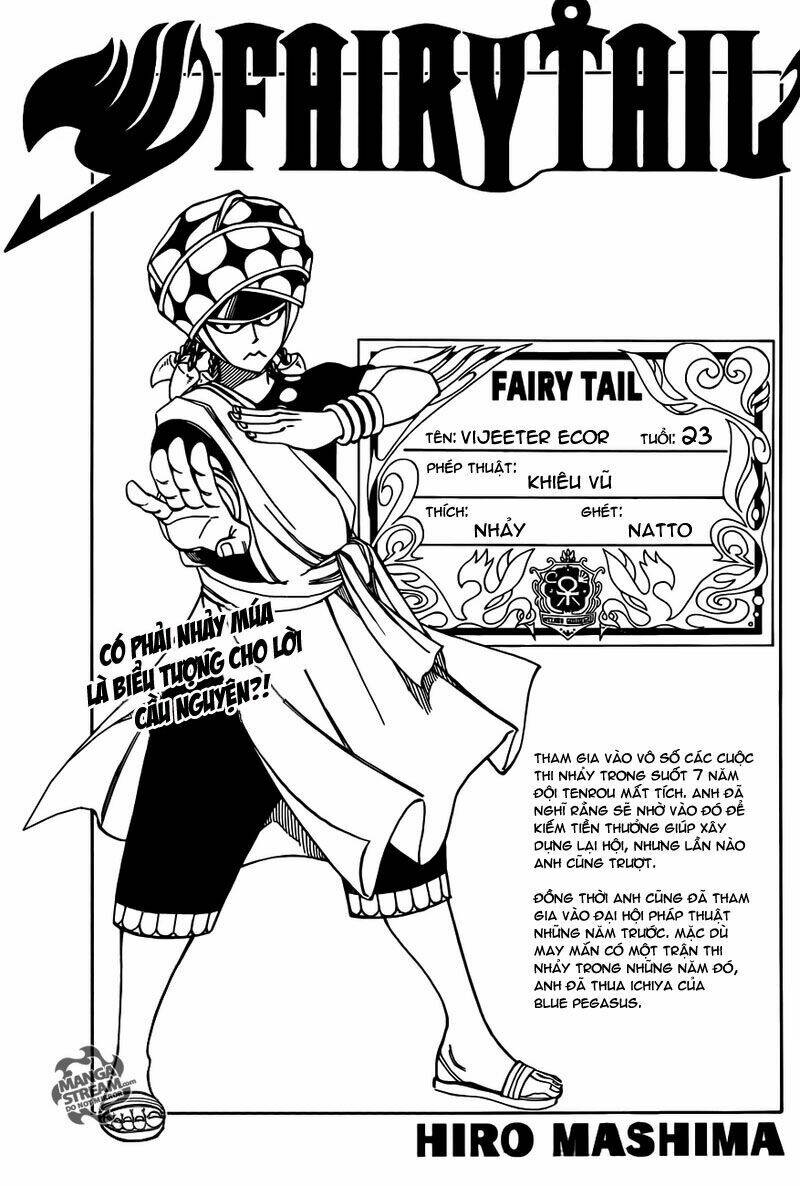 FAIRY TAIL
FAIRY TAIL
TÊN: VIJEETER ECOR TUỔI: 23
PHÉP THUẬT:
KHIÊU VŨ
THÍCH: GHÉT:
NHẢY NATTO
CÓ PHẢI NHẢY MÚA
LÀ BIỂU TƯỢNG CHO LỜI
CẦU NGUYỆN?!
THAM GIA VÀO VÔ SỐ CÁC CUỘC
THI NHẢY TRONG SUỐT 7 NĂM
ĐỘI TENROU MẤT TÍCH. ANH ĐÃ
NGHĨ RẰNG SẼ NHỜ VÀO ĐÓ ĐỂ
KIẾM TIỀN THƯỞNG GIÚP XÂY
DỰNG LẠI HỘI, NHƯNG LẦN NÀO
ANH CŨNG TRƯỢT.
ĐỒNG THỜI ANH CŨNG ĐÃ THAM
GIA VÀO ĐẠI HỘI PHÁP THUẬT
NHỮNG NĂM TRƯỚC. MẶC DÙ
MAY MẮN CÓ MỘT TRẬN THI
NHẢY TRONG NHỮNG NĂM ĐÓ,
ANH ĐÃ THUA ICHIYA CỦA
BLUE PEGASUS.
MANGA
STREAM.com
DO NOT MIRROR
HIRO MASHIMA